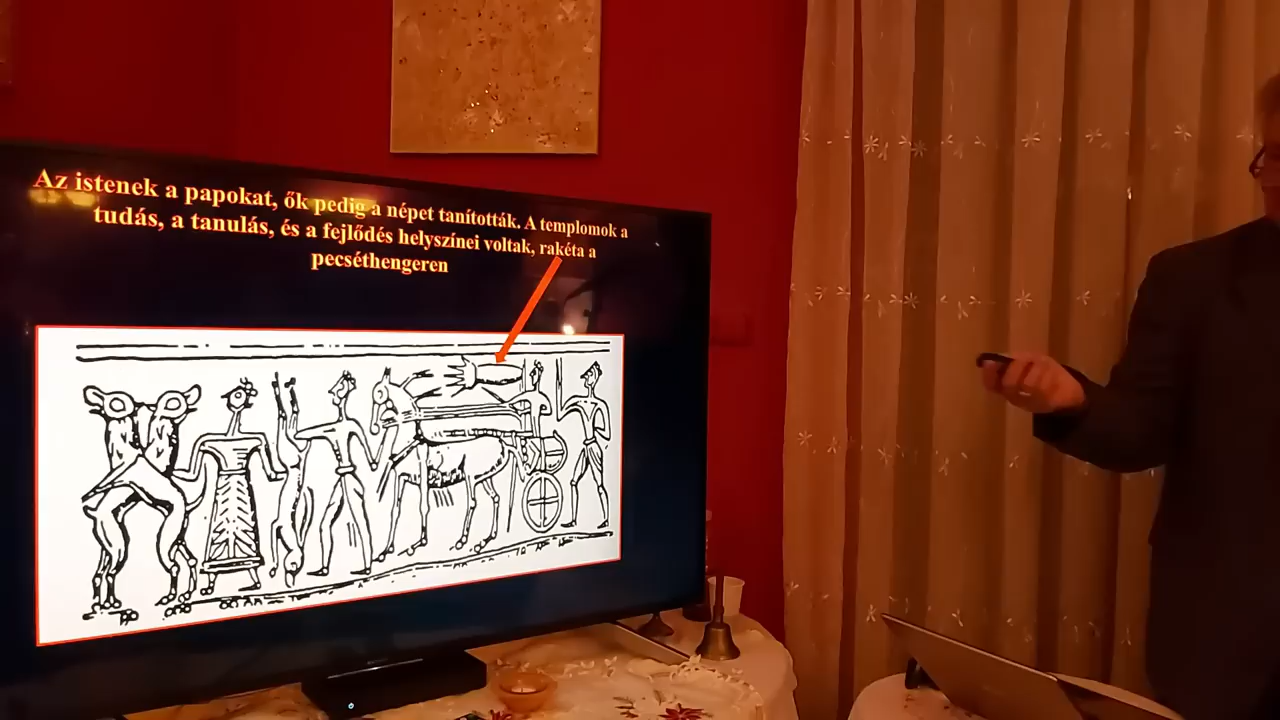 Az istenek a papokat, ők pedig a népet tanították. A templomok a
tudás, a tanulás, és a fejlődés helyszínei voltak, rakéta a
pecséthengeren